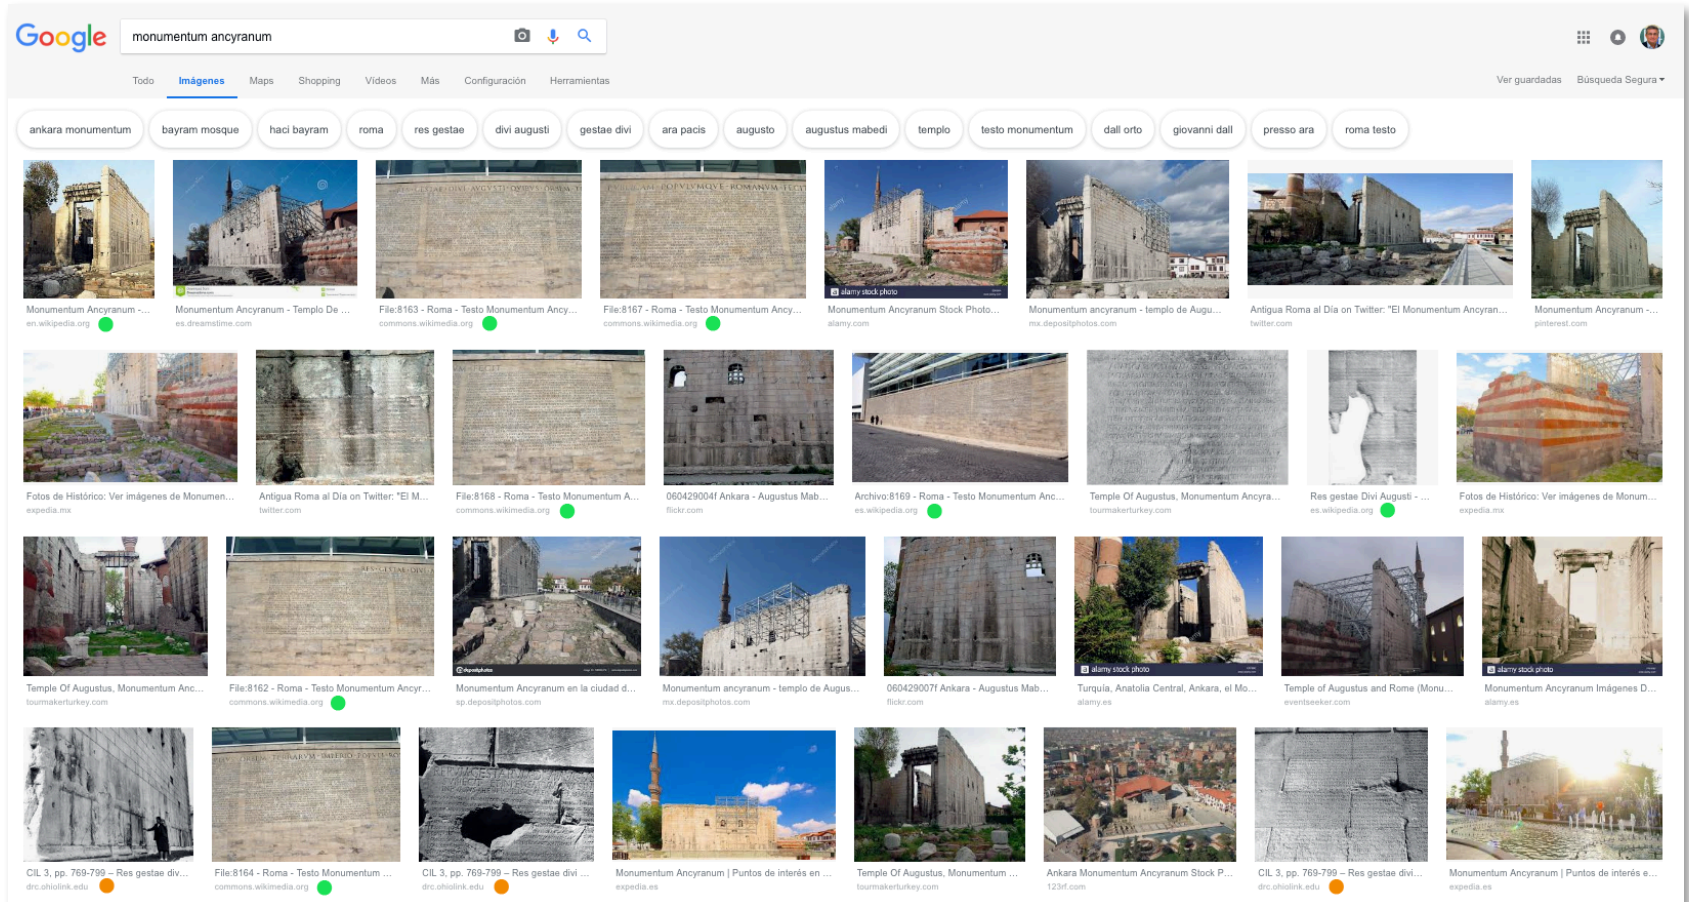 Google
monumentum ancyranum
Todo Imágenes Maps Shopping Vídeos Más Configuración Herramientas
Ver guardadas Búsqueda Segura
ankara monumentum bayram mosque haci bayram roma res gestae divi augusti gestae divi ara pacis augusto augustus mabedi templo testo monumentum dall orto giovanni dall presso ara roma testo
Monumentum Ancyranum -...
en.wikipedia.org
Monumentum Ancyranum - Templo De ...
es.dreamstime.com
File:8163 - Roma - Testo Monumentum Ancy...
commons.wikimedia.org
File:8167 - Roma - Testo Monumentum Ancy...
commons.wikimedia.org
alamy stock photo
Monumentum Ancyranum Stock Photo...
alamy.com
Monumentum ancyranum - templo de Augu...
mx.depositphotos.com
Antigua Roma al Día on Twitter: "El Monumentum Ancyran...
twitter.com
Monumentum Ancyranum -...
pinterest.com
Fotos de Histórico: Ver imágenes de Monumen...
expedia.mx
Antigua Roma al Día on Twitter: "El M...
twitter.com
File:8168 - Roma - Testo Monumentum A...
commons.wikimedia.org
060429004f Ankara - Augustus Mab...
flickr.com
Archivo:8169 - Roma - Testo Monumentum Anc...
es.wikipedia.org
Temple Of Augustus, Monumentum Ancyra...
tourmakerturkey.com
Res gestae Divi Augusti - ...
es.wikipedia.org
Fotos de Histórico: Ver imágenes de Monum...
expedia.mx
Temple Of Augustus, Monumentum Anc...
tourmakerturkey.com
File:8162 - Roma - Testo Monumentum Ancyr...
commons.wikimedia.org
depositphotos
Monumentum Ancyranum en la ciudad d...
sp.depositphotos.com
Monumentum ancyranum - templo de Augus...
mx.depositphotos.com
060429007f Ankara - Augustus Mab...
flickr.com
alamy stock photo
Turquía, Anatolia Central, Ankara, el Mo...
alamy.es
Temple of Augustus and Rome (Monu...
eventseeker.com
alamy stock photo
Monumentum Ancyranum Imágenes D...
alamy.es
CIL 3, pp. 769-799 – Res gestae div...
drc.ohiolink.edu
File:8164 - Roma - Testo Monumentum ...
commons.wikimedia.org
CIL 3, pp. 769-799 – Res gestae divi ...
drc.ohiolink.edu
Monumentum Ancyranum | Puntos de interés en ...
expedia.es
Temple Of Augustus, Monumentum ...
tourmakerturkey.com
Ankara Monumentum Ancyranum Stock P...
123rf.com
CIL 3, pp. 769-799 – Res gestae divi...
drc.ohiolink.edu
Monumentum Ancyranum | Puntos de interés e...
expedia.es